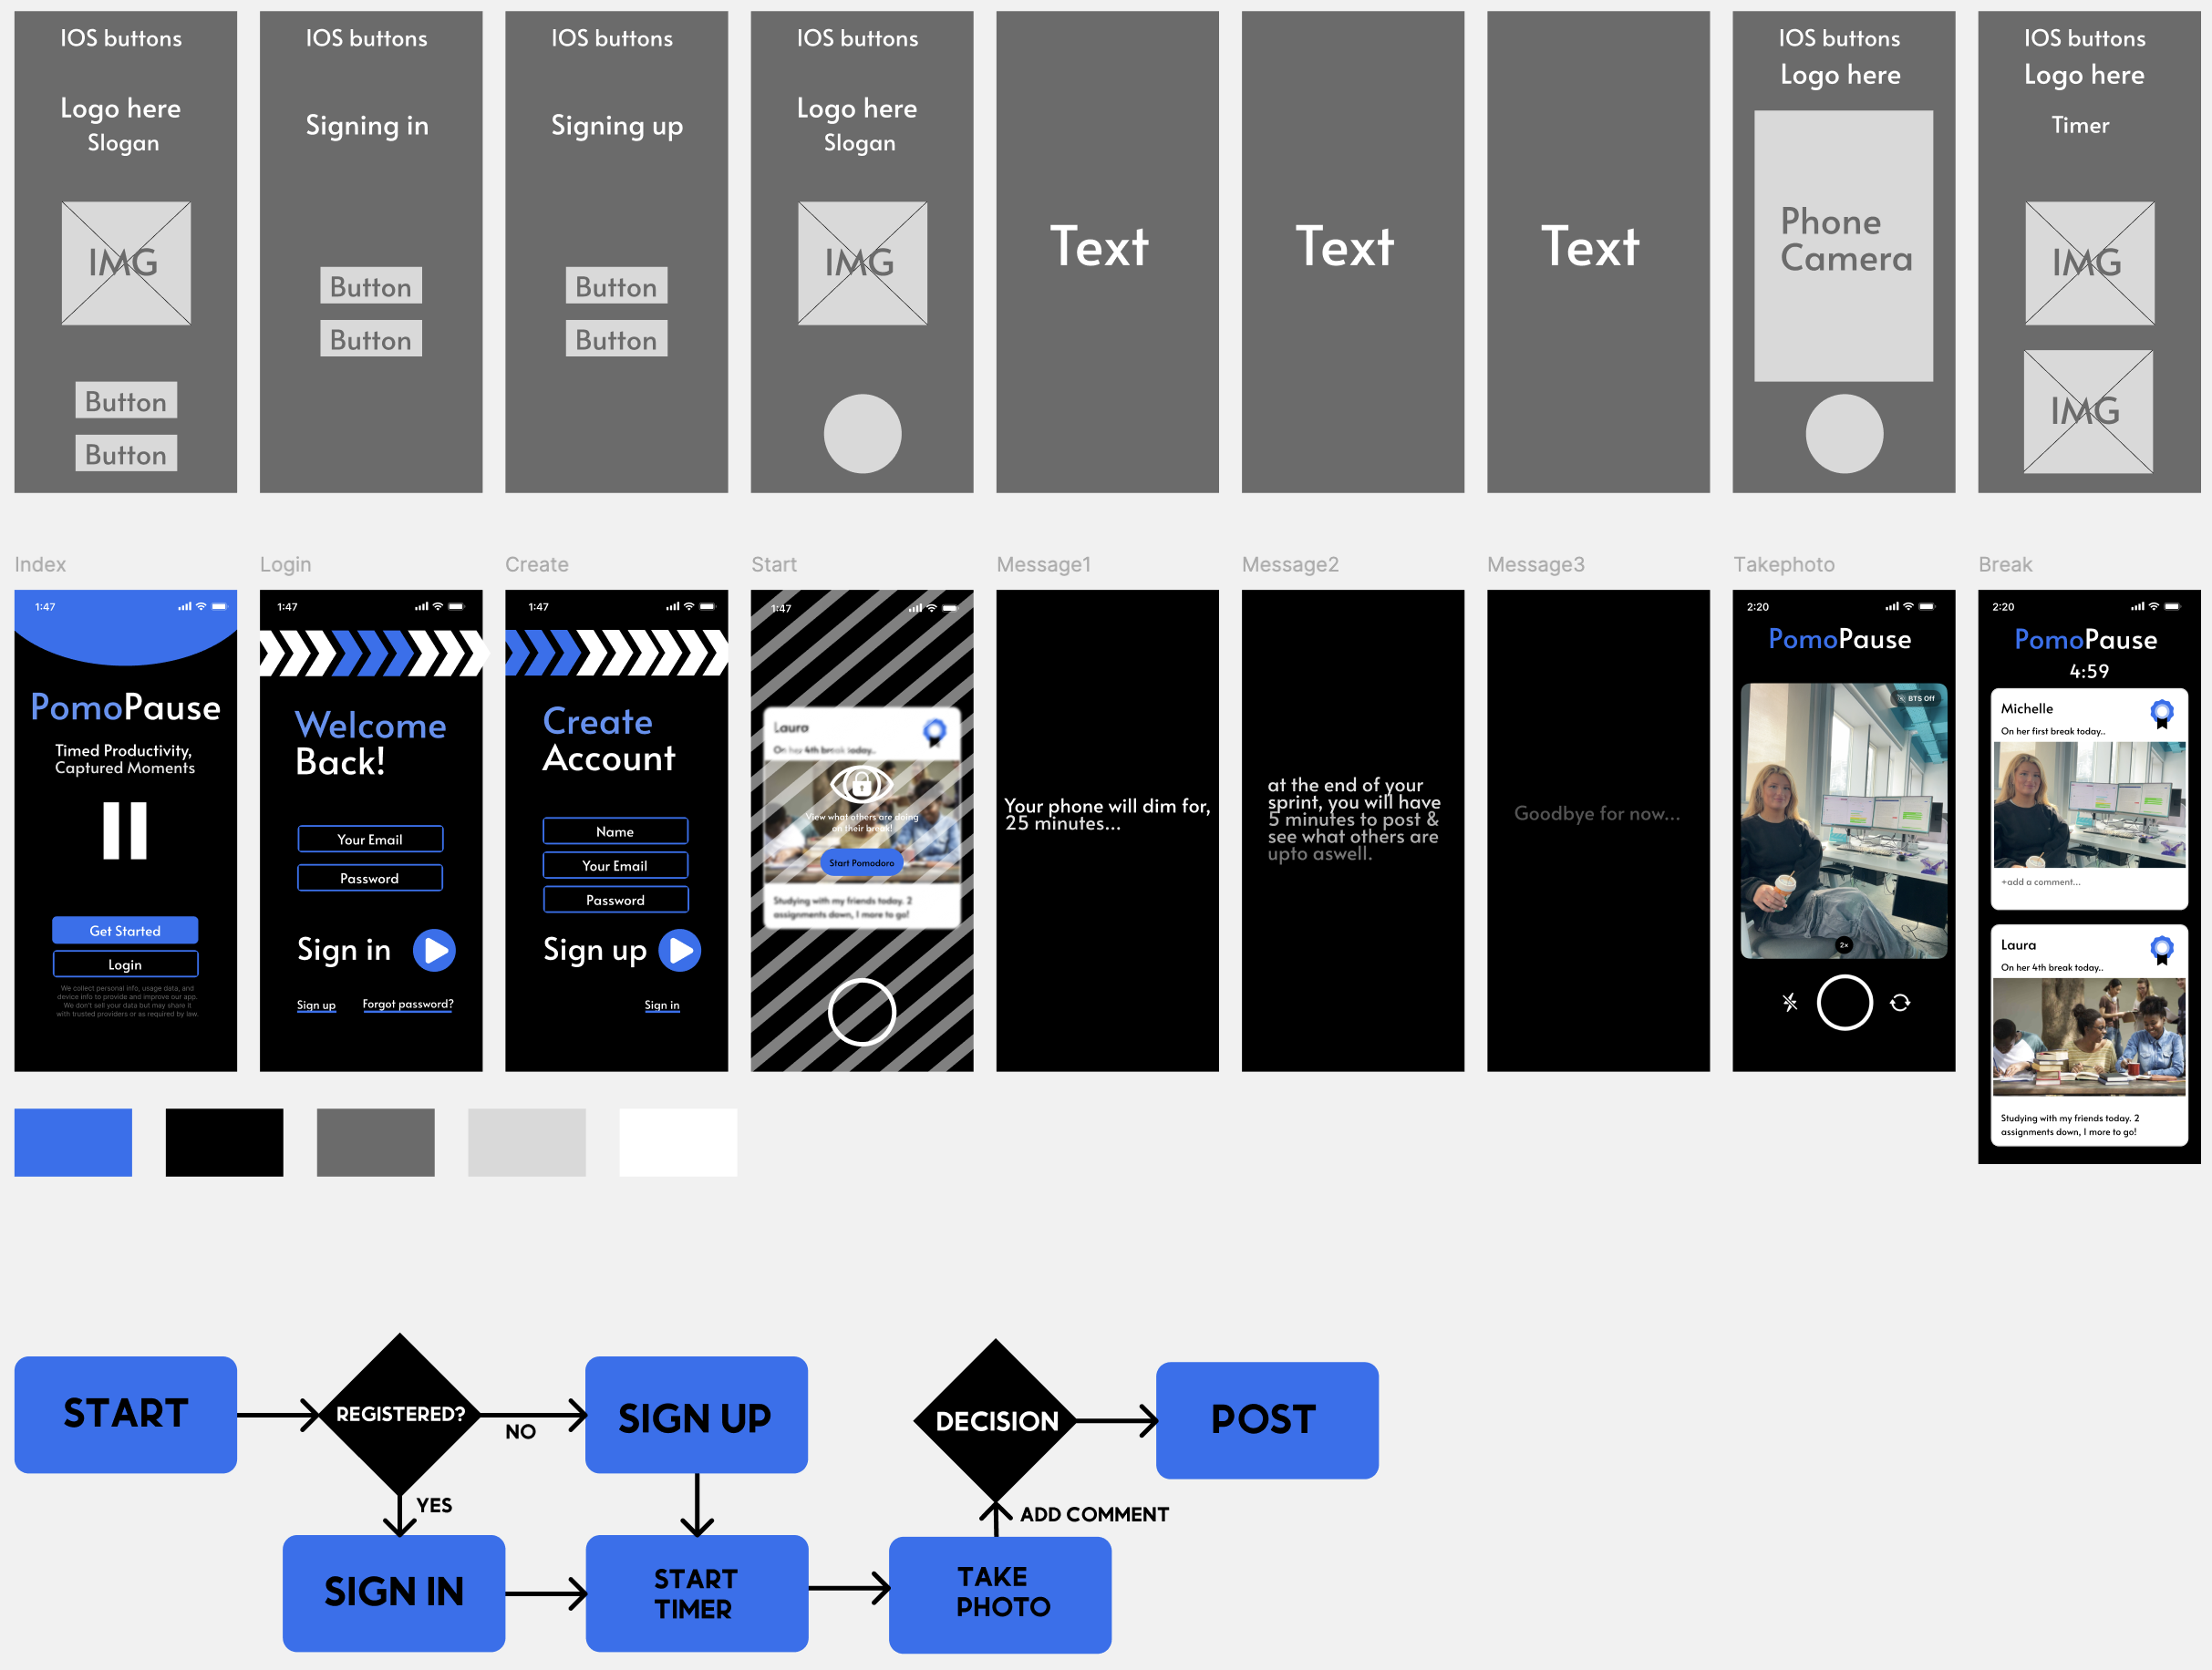 IOS buttons
Logo here
Slogan
IMG
Button
Button
IOS buttons
Signing in
Button
Button
IOS buttons
Signing up
Button
Button
IOS buttons
Logo here
Slogan
IMG
Text
Text
Text
IOS buttons
Logo here
Phone
Camera
IOS buttons
Logo here
Timer
IMG
IMG
Index
1:47
PomoPause
Timed Productivity,
Captured Moments
Get Started
Login
We collect personal info, usage data, and
device info to provide and improve our app.
We don't sell your data but may share it
with trusted providers or as required by law.
Login
1:47
Welcome
Back!
Your Email
Password
Sign in
Sign up
Forgot password?
Create
1:47
Create
Account
Name
Your Email
Password
Sign up
Sign in
Start
1:47
Laura
On her 4th break today..
View what others are doing
on their break!
Start Pomodoro
Studying with my friends today. 2
assignments down, 1 more to go!
Message1
Your phone will dim for,
25 minutes...
Message2
at the end of your
sprint, you will have
5 minutes to post &
see what others are
upto aswell.
Message3
Goodbye for now...
Takephoto
2:20
PomoPause
BTS Off
2×
Break
2:20
PomoPause
4:59
Michelle
On her first break today..
+add a comment...
Laura
On her 4th break today..
Studying with my friends today. 2
assignments down, 1 more to go!
START
REGISTERED?
NO
SIGN UP
YES
SIGN IN
START
TIMER
TAKE
PHOTO
ADD COMMENT
DECISION
POST